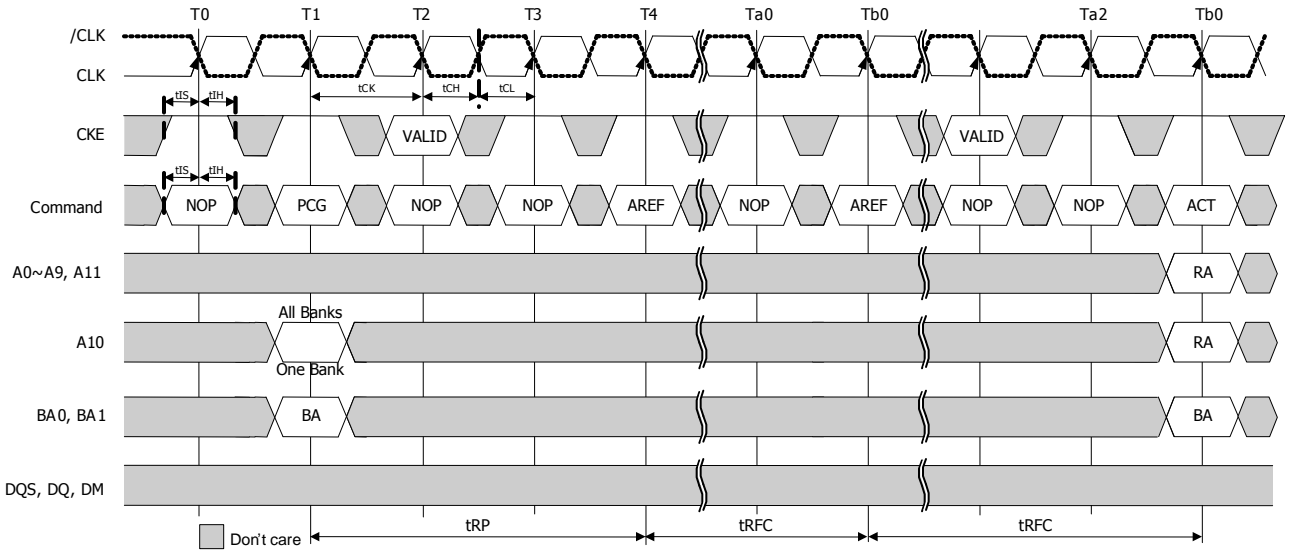 T0 T1 T2 T3 T4 Ta0 Tb0 Ta2 Tb0
/CLK
CLK
tIS tIH tCK tCH tCL
CKE VALID VALID
tIS tIH
Command NOP PCG NOP NOP AREF NOP AREF NOP NOP ACT
A0~A9, A11 RA
All Banks
A10 RA
One Bank
BA0, BA1 BA BA
DQS, DQ, DM
Don't care tRP tRFC tRFC